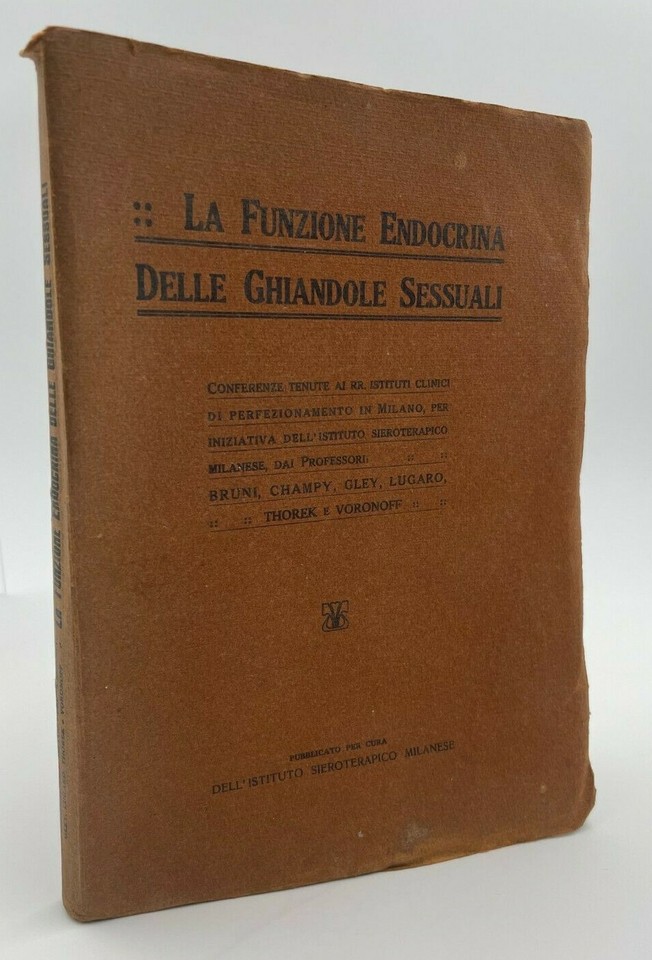 :: LA FUNZIONE ENDOCRINA
DELLE GHIANDOLE SESSUALI
CONFERENZE TENUTE AI RR. ISTITUTI CLINICI
DI PERFEZIONAMENTO IN MILANO, PER
INIZIATIVA DELL'ISTITUTO SIEROTERAPICO
MILANESE, DAI PROFESSORI: :: ::
BRUNI, CHAMPY, GLEY, LUGARO,
:: :: THOREK E VORONOFF :: ::
PUBBLICATO PER CURA
DELL'ISTITUTO SIEROTERAPICO MILANESE
LA FUNZIONE ENDOCRINA DELLE GHIANDOLE SESSUALI